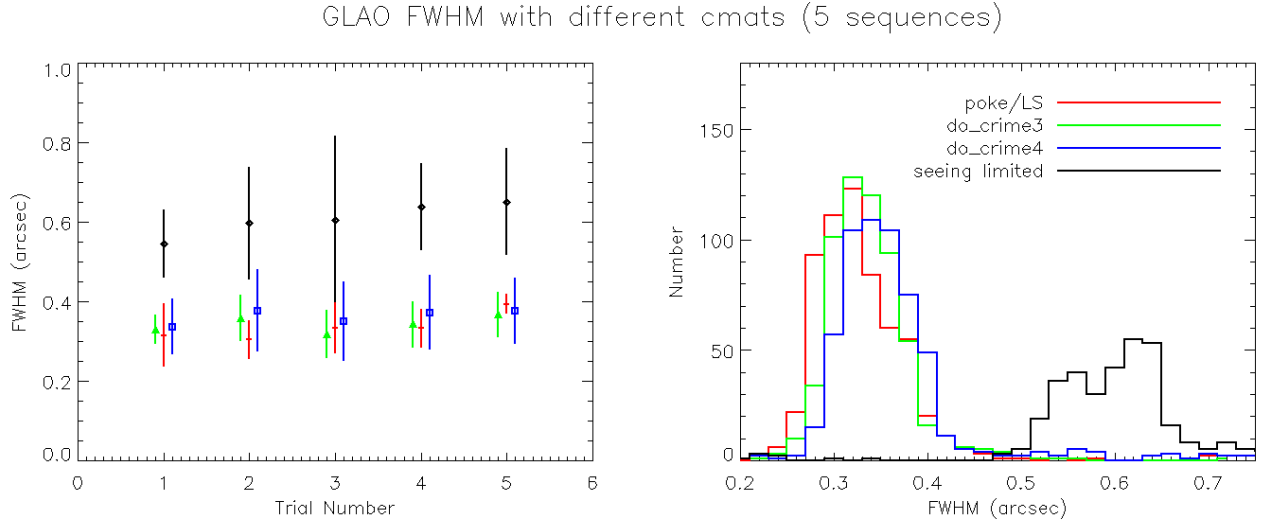 GLAO FWHM with different cmats (5 sequences)
FWHM (arcsec)
1.0
0.8
0.6
0.4
0.2
0.0
0 1 2 3 4 5 6
Trial Number
Number
150
100
50
0
poke/LS
do_crime3
do_crime4
seeing limited
0.2 0.3 0.4 0.5 0.6 0.7
FWHM (arcsec)